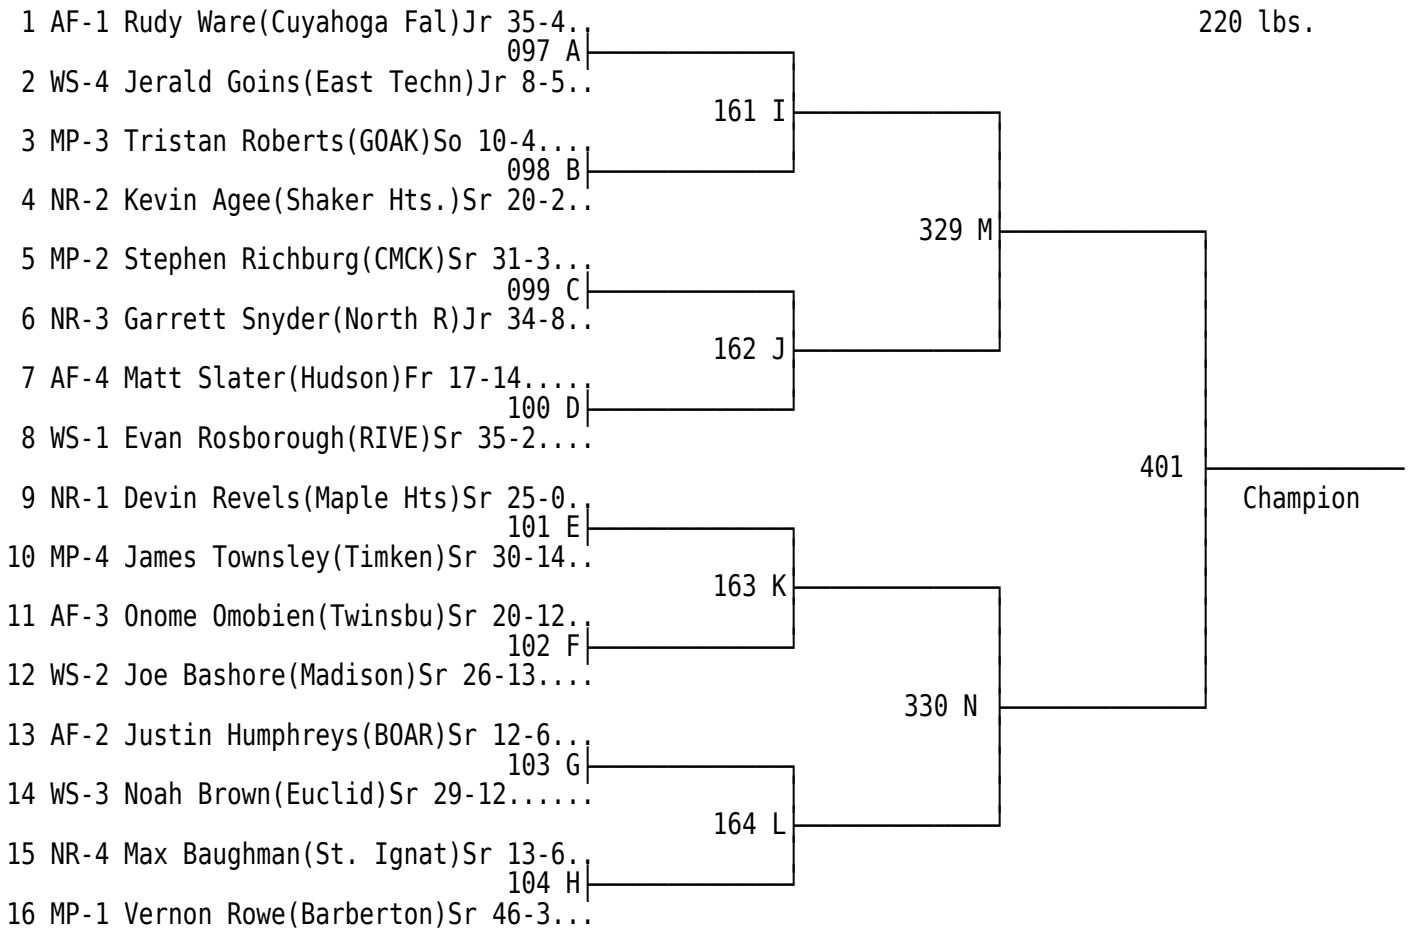 1 AF-1 Rudy Ware(Cuyahoga Fal)Jr 35-4.. 220 lbs.
097 A
2 WS-4 Jerald Goins(East Techn)Jr 8-5..
161 I
3 MP-3 Tristan Roberts(GOAK)So 10-4....
098 B
4 NR-2 Kevin Agee(Shaker Hts.)Sr 20-2..
329 M
5 MP-2 Stephen Richburg(CMCK)Sr 31-3...
099 C
6 NR-3 Garrett Snyder(North R)Jr 34-8..
162 J
7 AF-4 Matt Slater(Hudson)Fr 17-14.....
100 D
8 WS-1 Evan Rosborough(RIVE)Sr 35-2....
401
9 NR-1 Devin Revels(Maple Hts)Sr 25-0.. Champion
101 E
10 MP-4 James Townsley(Timken)Sr 30-14..
163 K
11 AF-3 Onome Omobien(Twinsbu)Sr 20-12..
102 F
12 WS-2 Joe Bashore(Madison)Sr 26-13....
330 N
13 AF-2 Justin Humphreys(BOAR)Sr 12-6...
103 G
14 WS-3 Noah Brown(Euclid)Sr 29-12......
164 L
15 NR-4 Max Baughman(St. Ignat)Sr 13-6..
104 H
16 MP-1 Vernon Rowe(Barberton)Sr 46-3...